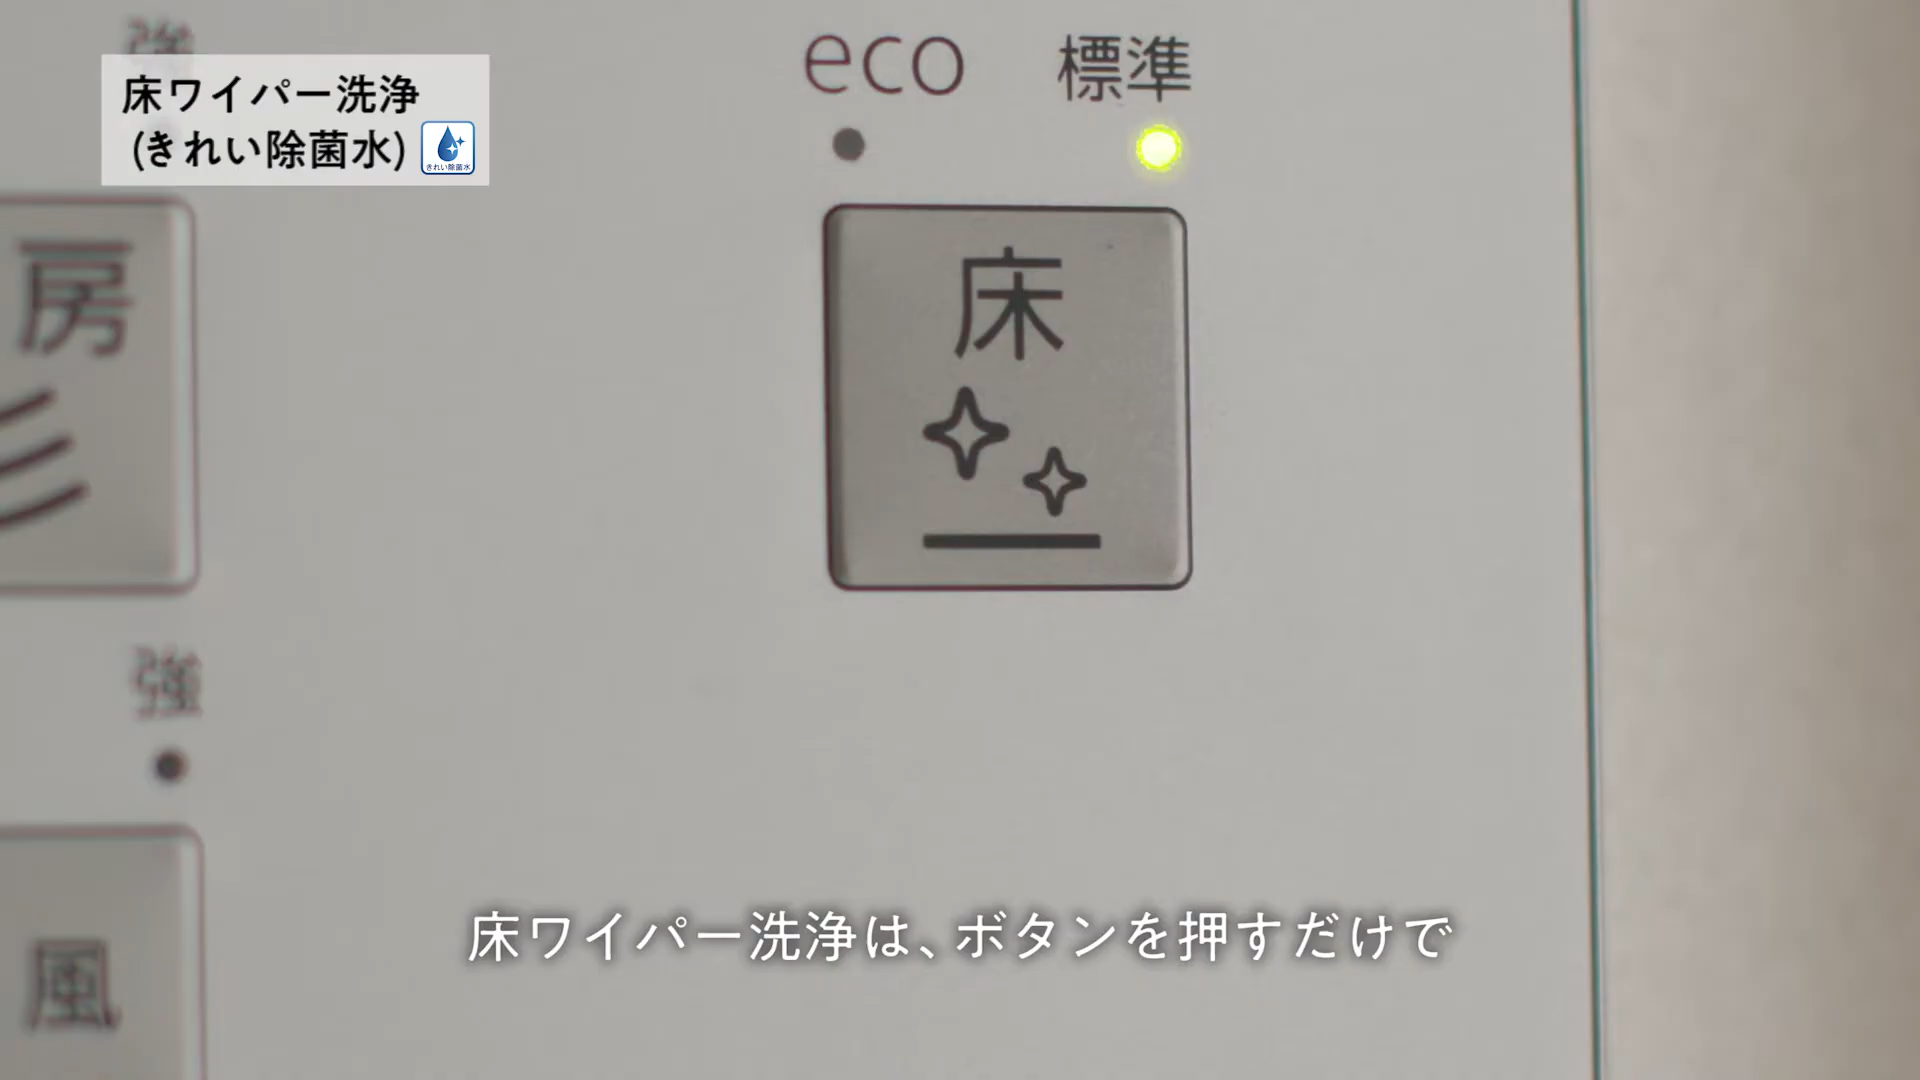 強
床ワイパー洗浄
(きれい除菌水)
きれい除菌水
eco 標準
床
房
強
風
床ワイパー洗浄は、ボタンを押すだけで